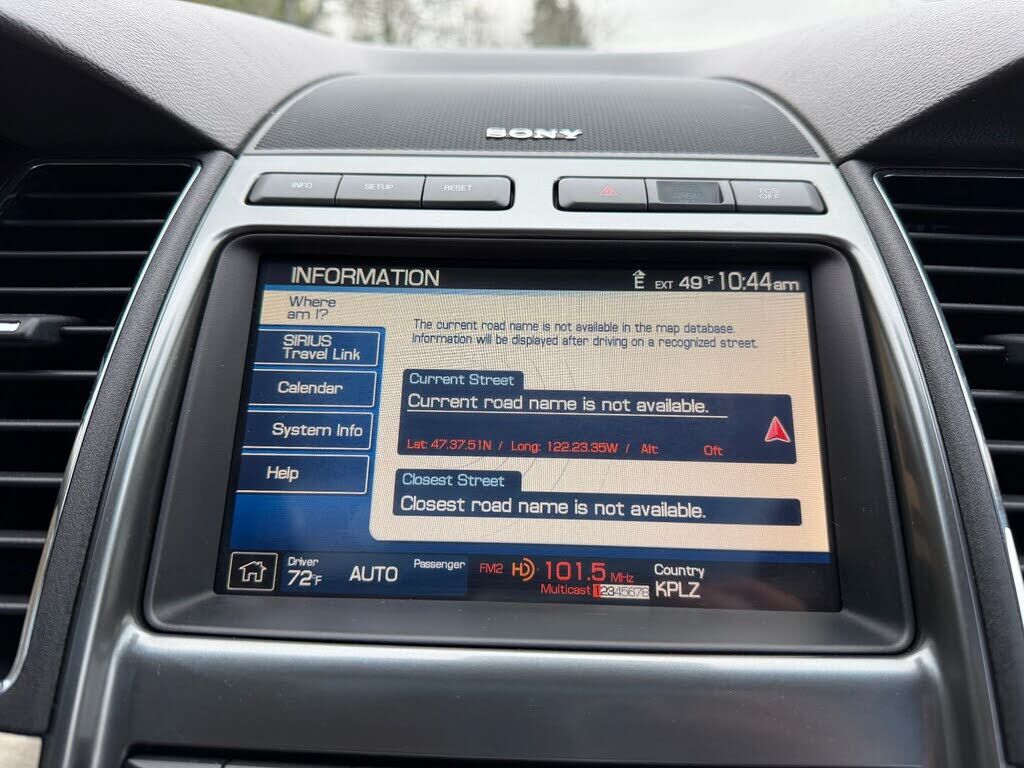 SONY
INFO SETUP RESET
TCS OFF
INFORMATION E EXT 49°F 10:44am
Where am I?
SIRIUS Travel Link
Calendar
System Info
Help
The current road name is not available in the map database.
Information will be displayed after driving on a recognized street.
Current Street
Current road name is not available.
Lat: 47.37.51N / Long: 122.23.35W / Alt: 0ft
Closest Street
Closest road name is not available.
Driver
72°F
AUTO
Passenger
FM2 HD 101.5 MHz
Multicast 12345678
Country
KPLZ